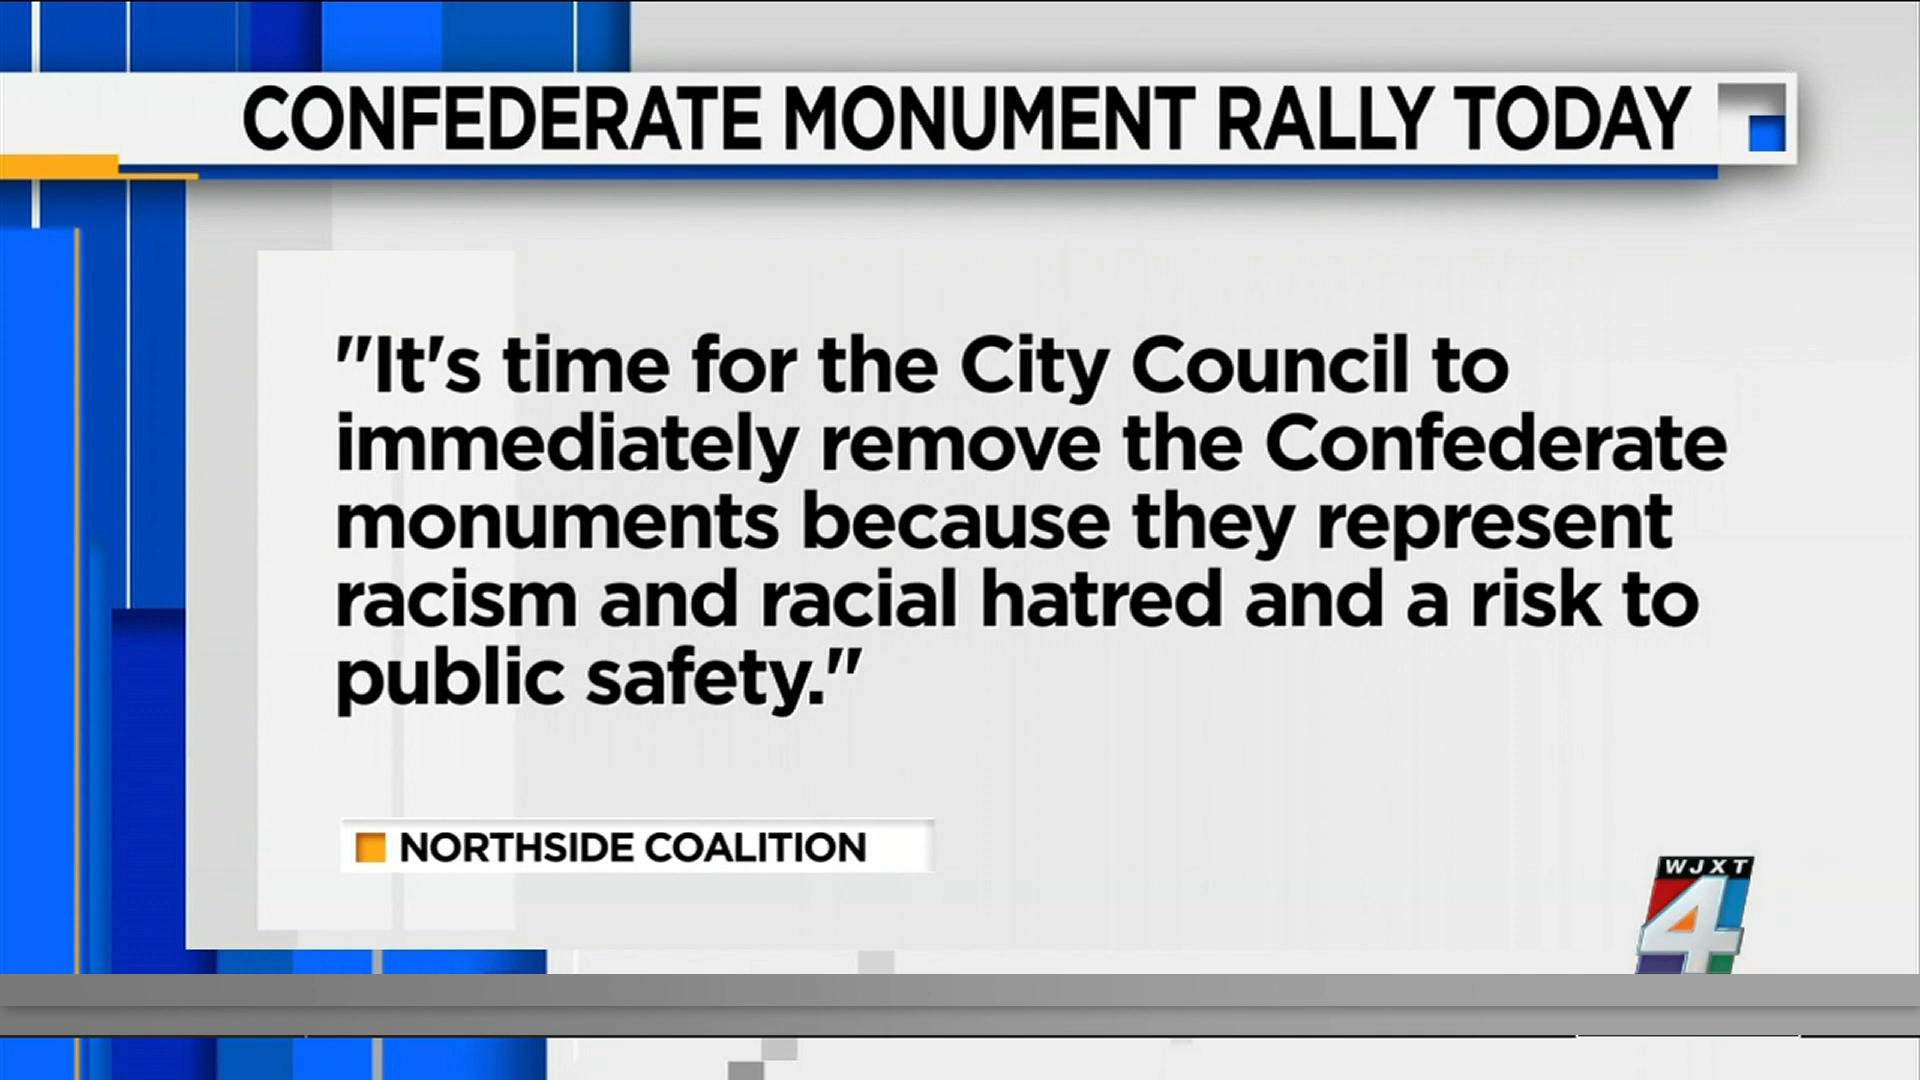 CONFEDERATE MONUMENT RALLY TODAY
"It's time for the City Council to
immediately remove the Confederate
monuments because they represent
racism and racial hatred and a risk to
public safety."
NORTHSIDE COALITION
WJXT
4